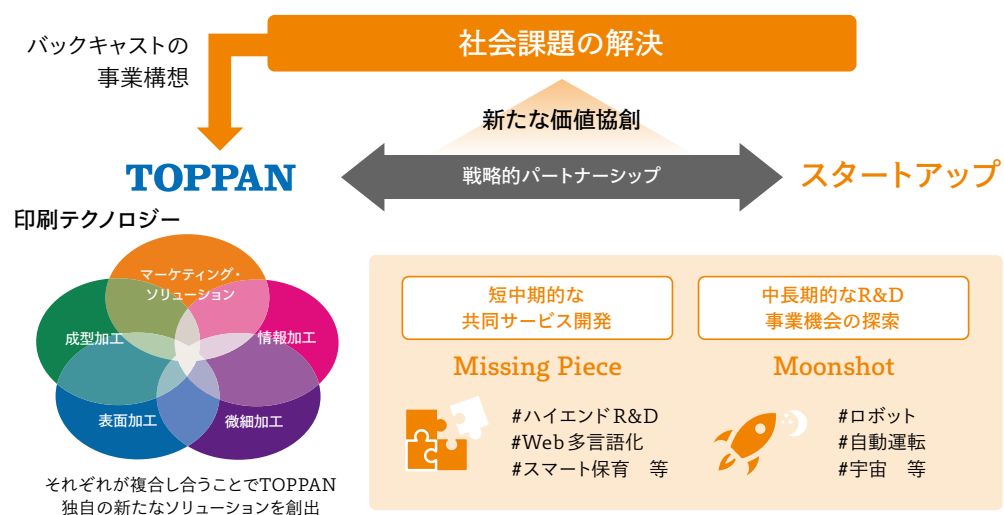 バックキャストの
事業構想
社会課題の解決
新たな価値協創
TOPPAN
戦略的パートナーシップ
スタートアップ
印刷テクノロジー
マーケティング・
ソリューション
成型加工
情報加工
表面加工
微細加工
それぞれが複合し合うことでTOPPAN
独自の新たなソリューションを創出
短中期的な
共同サービス開発
Missing Piece
#ハイエンドR&D
#Web多言語化
#スマート保育　等
中長期的なR&D
事業機会の探索
Moonshot
#ロボット
#自動運転
#宇宙　等